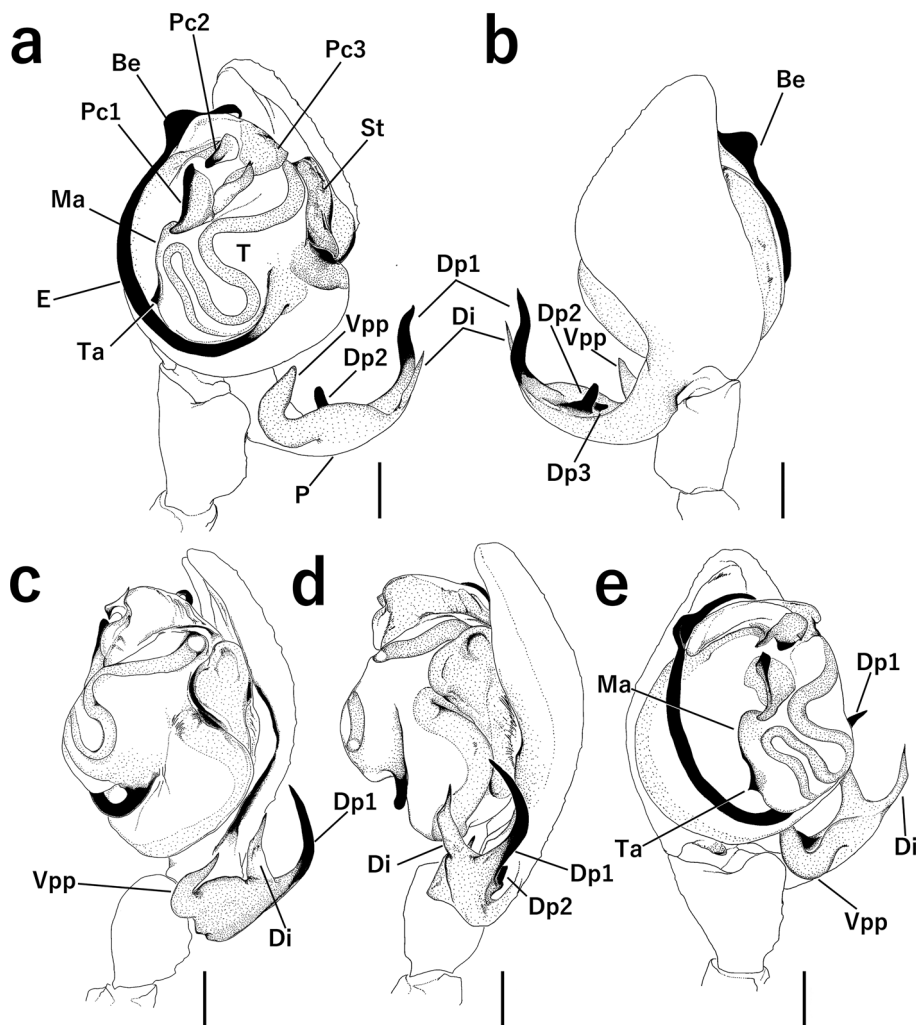 a
Pc2
Be
Pc3
Pc1
St
Ma
T
E
Ta
Vpp
Dp2
P
Dp1
Di
b
Be
Dp2
Vpp
Dp3
c
Dp1
Vpp
Di
d
Di
Dp1
Dp2
e
Ma
Dp1
Ta
Di
Vpp